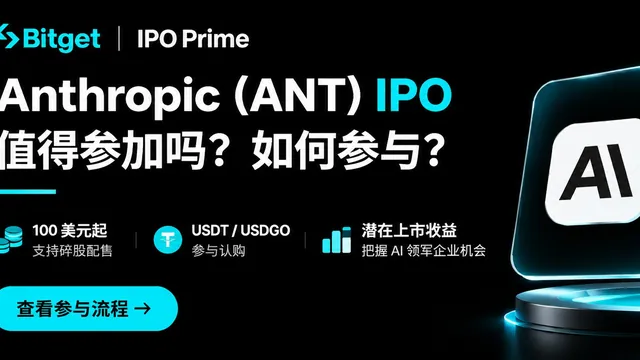 Bitget | IPO Prime
Anthropic (ANT) IPO
值得参加吗？如何参与？
100 美元起
支持碎股配售
USDT / USDGO
参与认购
潜在上市收益
把握 AI 领军企业机会
查看参与流程 →
AI